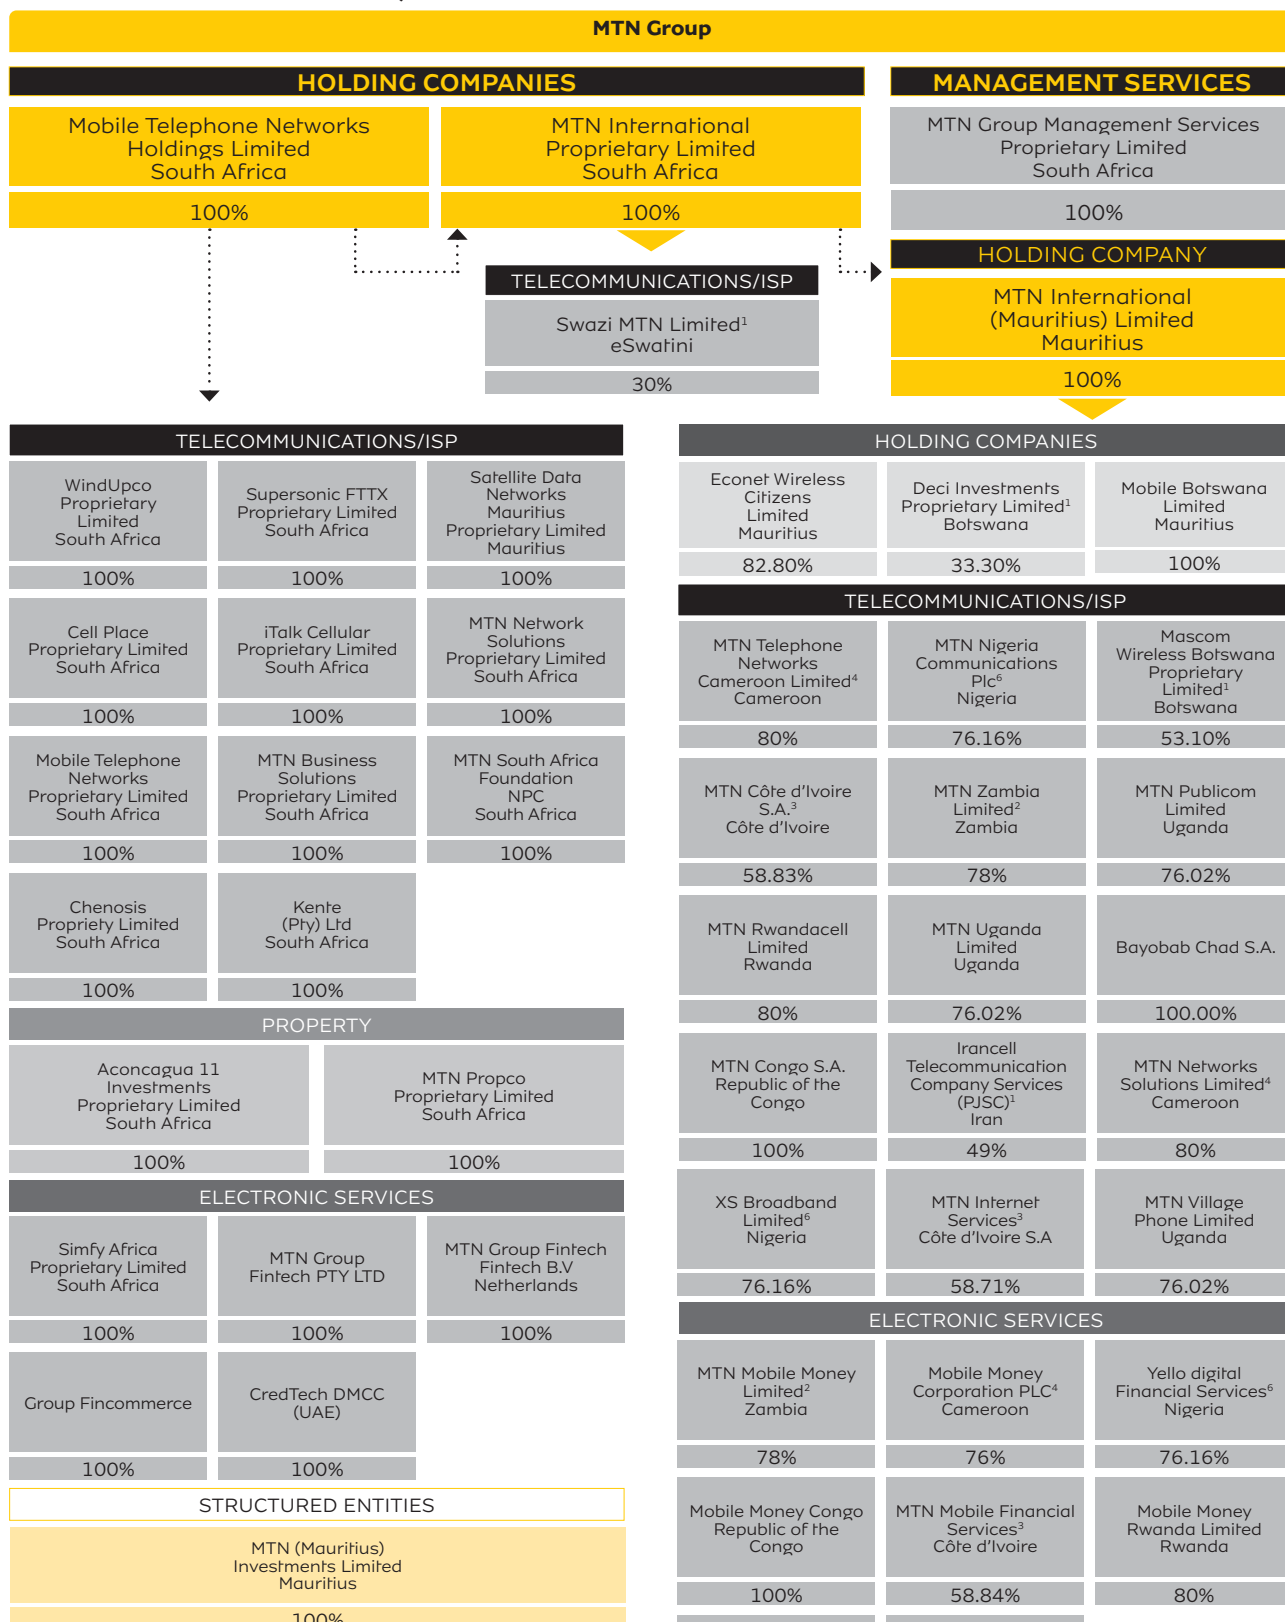 MTN Group
HOLDING COMPANIES
Mobile Telephone Networks
Holdings Limited
South Africa
100%
MTN International
Proprietary Limited
South Africa
100%
MANAGEMENT SERVICES
MTN Group Management Services
Proprietary Limited
South Africa
100%
TELECOMMUNICATIONS/ISP
Swazi MTN Limited¹
eSwatini
30%
HOLDING COMPANY
MTN International
(Mauritius) Limited
Mauritius
100%
TELECOMMUNICATIONS/ISP
WindUpco
Proprietary
Limited
South Africa
100%
Supersonic FTTX
Proprietary Limited
South Africa
100%
Satellite Data
Networks
Mauritius
Proprietary Limited
Mauritius
100%
Cell Place
Proprietary Limited
South Africa
100%
iTalk Cellular
Proprietary Limited
South Africa
100%
MTN Network
Solutions
Proprietary Limited
South Africa
100%
Mobile Telephone
Networks
Proprietary Limited
South Africa
100%
MTN Business
Solutions
Proprietary Limited
South Africa
100%
MTN South Africa
Foundation
NPC
South Africa
100%
Chenosis
Propriety Limited
South Africa
100%
Kente
(Pty) Ltd
South Africa
100%
PROPERTY
Aconcagua 11
Investments
Proprietary Limited
South Africa
100%
MTN Propco
Proprietary Limited
South Africa
100%
ELECTRONIC SERVICES
Simfy Africa
Proprietary Limited
South Africa
100%
MTN Group
Fintech PTY LTD
100%
MTN Group Fintech
Fintech B.V
Netherlands
100%
Group Fincommerce
100%
CredTech DMCC
(UAE)
100%
STRUCTURED ENTITIES
MTN (Mauritius)
Investments Limited
Mauritius
100%
HOLDING COMPANIES
Econet Wireless
Citizens
Limited
Mauritius
82.80%
Deci Investments
Proprietary Limited¹
Botswana
33.30%
Mobile Botswana
Limited
Mauritius
100%
TELECOMMUNICATIONS/ISP
MTN Telephone
Networks
Cameroon Limited⁴
Cameroon
80%
MTN Nigeria
Communications
Plc⁶
Nigeria
76.16%
Mascom
Wireless Botswana
Proprietary
Limited¹
Botswana
53.10%
MTN Côte d’Ivoire
S.A.³
Côte d’Ivoire
58.83%
MTN Zambia
Limited²
Zambia
78%
MTN Publicom
Limited
Uganda
76.02%
MTN Rwandacell
Limited
Rwanda
80%
MTN Uganda
Limited
Uganda
76.02%
Bayobab Chad S.A.
100.00%
MTN Congo S.A.
Republic of the
Congo
100%
Irancell
Telecommunication
Company Services
(PJSC)¹
Iran
49%
MTN Networks
Solutions Limited⁴
Cameroon
80%
XS Broadband
Limited⁶
Nigeria
76.16%
MTN Internet
Services³
Côte d’Ivoire S.A
58.71%
MTN Village
Phone Limited
Uganda
76.02%
ELECTRONIC SERVICES
MTN Mobile Money
Limited²
Zambia
78%
Mobile Money
Corporation PLC⁴
Cameroon
76%
Yello digital
Financial Services⁶
Nigeria
76.16%
Mobile Money Congo
Republic of the
Congo
100%
MTN Mobile Financial
Services³
Côte d’Ivoire
58.84%
Mobile Money
Rwanda Limited
Rwanda
80%